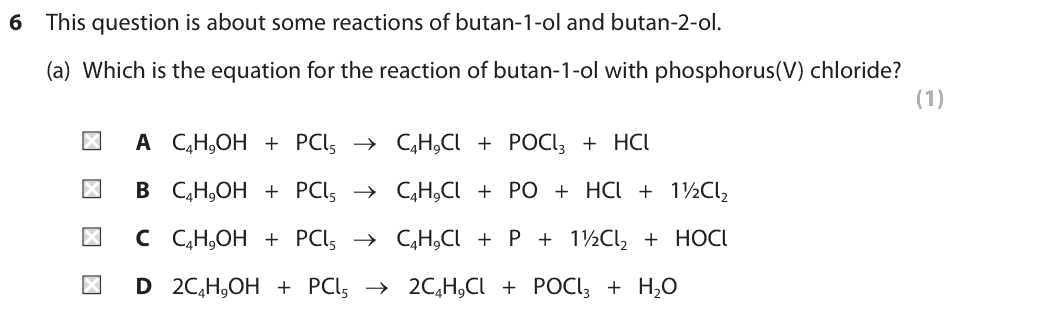 6 This question is about some reactions of butan-1-ol and butan-2-ol.
(a) Which is the equation for the reaction of butan-1-ol with phosphorus(V) chloride?
(1)
A C₄H₉OH + PCl₅ → C₄H₉Cl + POCl₃ + HCl
B C₄H₉OH + PCl₅ → C₄H₉Cl + PO + HCl + 1½Cl₂
C C₄H₉OH + PCl₅ → C₄H₉Cl + P + 1½Cl₂ + HOCl
D 2C₄H₉OH + PCl₅ → 2C₄H₉Cl + POCl₃ + H₂O